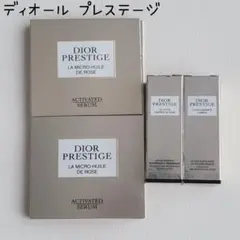 ディオール プレステージ
DIOR
PRESTIGE
LA MICRO-HUILE
DE ROSE
ACTIVATED
SERUM
DIOR
PRESTIGE
LA MICRO-HUILE
DE ROSE
ACTIVATED
SERUM
DIOR
PRESTIGE
DIOR
PRESTIGE